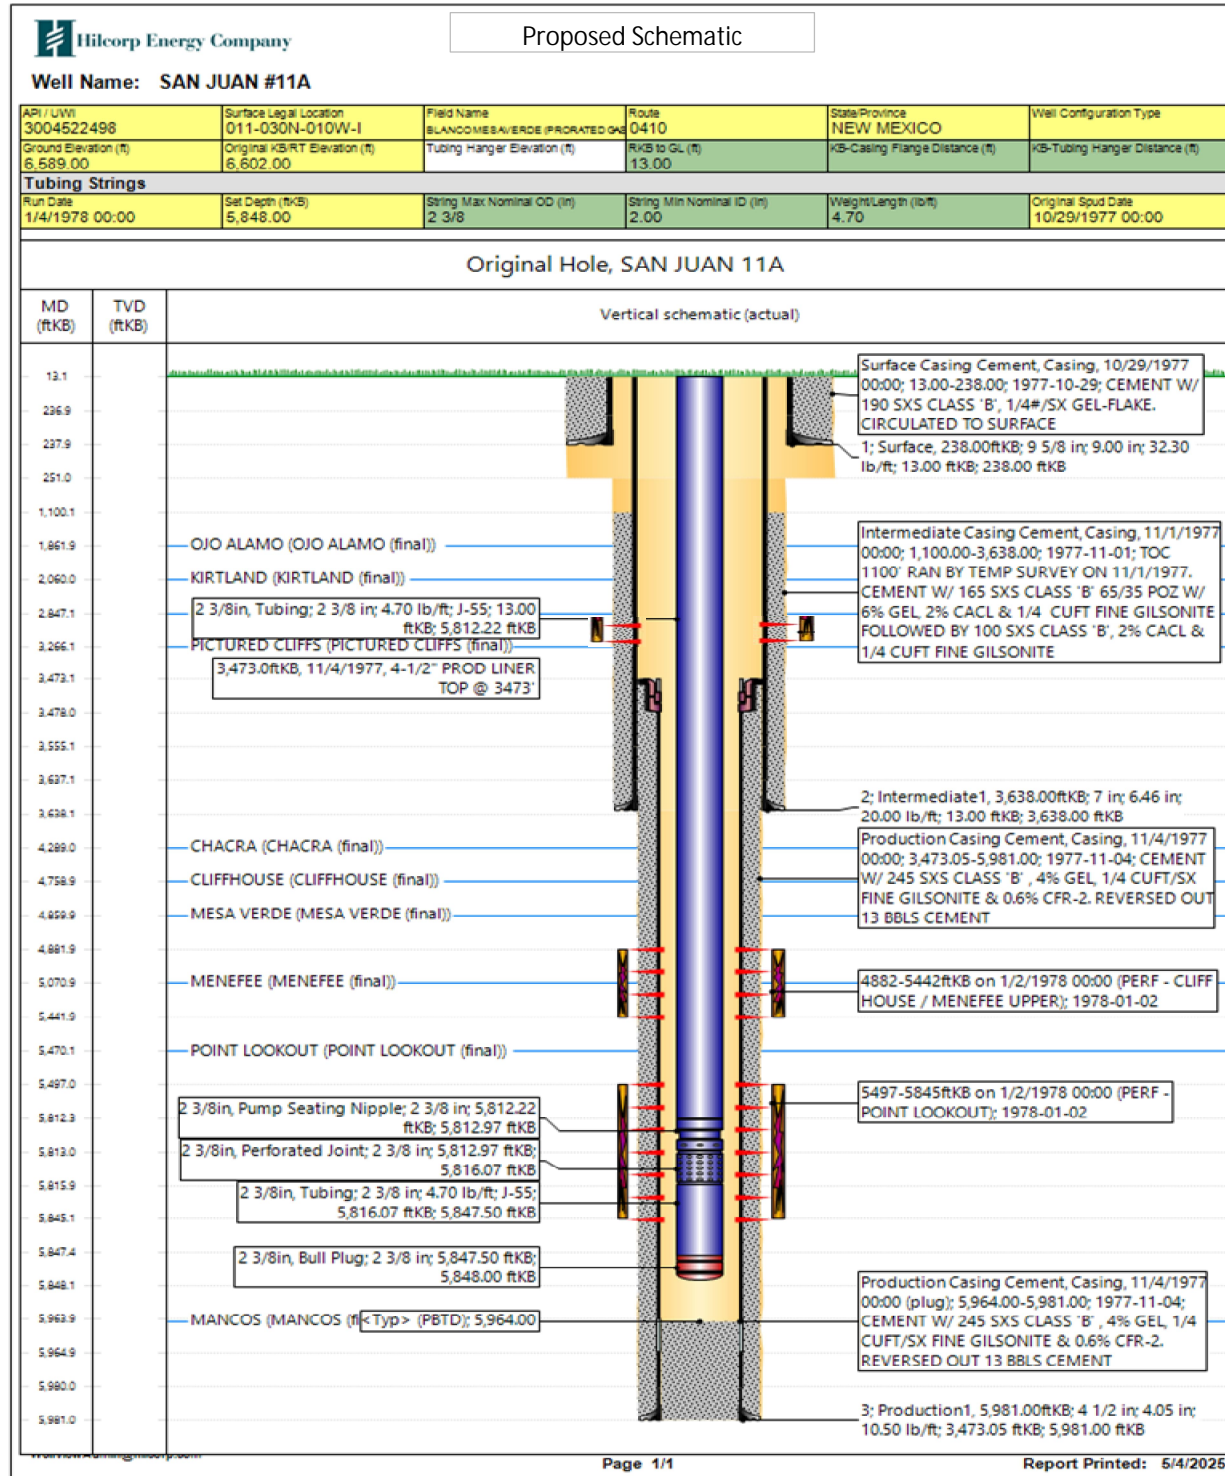 Hilcorp Energy Company
Proposed Schematic
Well Name: SAN JUAN #11A
API / UWI
3004522498
Surface Legal Location
011-030N-010W-I
Field Name
BLANCO MESAVERDE (PRORATED GAS
Route
0410
State/Province
NEW MEXICO
Well Configuration Type
Ground Elevation (ft)
6,589.00
Original KB/RT Elevation (ft)
6,602.00
Tubing Hanger Elevation (ft)
RKB to GL (ft)
13.00
KB-Casing Flange Distance (ft)
KB-Tubing Hanger Distance (ft)
Tubing Strings
Run Date
1/4/1978 00:00
Set Depth (ftKB)
5,848.00
String Max Nominal OD (in)
2 3/8
String Min Nominal ID (in)
2.00
Weight/Length (lb/ft)
4.70
Original Spud Date
10/29/1977 00:00
Original Hole, SAN JUAN 11A
MD
(ftKB)
TVD
(ftKB)
Vertical schematic (actual)
13.1
236.9
237.9
251.0
1,100.1
1,861.9
2,060.0
2,847.1
3,266.1
3,473.1
3,478.0
3,555.1
3,637.1
3,638.1
4,289.0
4,758.9
4,859.9
4,881.9
5,070.9
5,441.9
5,470.1
5,497.0
5,812.3
5,813.0
5,815.9
5,845.1
5,847.4
5,848.1
5,963.9
5,964.9
5,980.0
5,981.0
OJO ALAMO (OJO ALAMO (final))
KIRTLAND (KIRTLAND (final))
2 3/8in, Tubing; 2 3/8 in; 4.70 lb/ft; J-55; 13.00
ftKB; 5,812.22 ftKB
PICTURED CLIFFS (PICTURED CLIFFS (final))
3,473.0ftKB, 11/4/1977, 4-1/2" PROD LINER
TOP @ 3473'
CHACRA (CHACRA (final))
CLIFFHOUSE (CLIFFHOUSE (final))
MESA VERDE (MESA VERDE (final))
MENEFEE (MENEFEE (final))
POINT LOOKOUT (POINT LOOKOUT (final))
2 3/8in, Pump Seating Nipple; 2 3/8 in; 5,812.22
ftKB; 5,812.97 ftKB
2 3/8in, Perforated Joint; 2 3/8 in; 5,812.97 ftKB;
5,816.07 ftKB
2 3/8in, Tubing; 2 3/8 in; 4.70 lb/ft; J-55;
5,816.07 ftKB; 5,847.50 ftKB
2 3/8in, Bull Plug; 2 3/8 in; 5,847.50 ftKB;
5,848.00 ftKB
MANCOS (MANCOS (fi
<Typ> (PBTD); 5,964.00
Surface Casing Cement, Casing, 10/29/1977
00:00; 13.00-238.00; 1977-10-29; CEMENT W/
190 SXS CLASS 'B', 1/4#/SX GEL-FLAKE.
CIRCULATED TO SURFACE
1; Surface, 238.00ftKB; 9 5/8 in; 9.00 in; 32.30
lb/ft; 13.00 ftKB; 238.00 ftKB
Intermediate Casing Cement, Casing, 11/1/1977
00:00; 1,100.00-3,638.00; 1977-11-01; TOC
1100' RAN BY TEMP SURVEY ON 11/1/1977.
CEMENT W/ 165 SXS CLASS 'B' 65/35 POZ W/
6% GEL, 2% CACL & 1/4 CUFT FINE GILSONITE
FOLLOWED BY 100 SXS CLASS 'B', 2% CACL &
1/4 CUFT FINE GILSONITE
2; Intermediate1, 3,638.00ftKB; 7 in; 6.46 in;
20.00 lb/ft; 13.00 ftKB; 3,638.00 ftKB
Production Casing Cement, Casing, 11/4/1977
00:00; 3,473.05-5,981.00; 1977-11-04; CEMENT
W/ 245 SXS CLASS 'B' , 4% GEL, 1/4 CUFT/SX
FINE GILSONITE & 0.6% CFR-2. REVERSED OUT
13 BBLS CEMENT
4882-5442ftKB on 1/2/1978 00:00 (PERF - CLIFF
HOUSE / MENEFEE UPPER); 1978-01-02
5497-5845ftKB on 1/2/1978 00:00 (PERF -
POINT LOOKOUT); 1978-01-02
Production Casing Cement, Casing, 11/4/1977
00:00 (plug); 5,964.00-5,981.00; 1977-11-04;
CEMENT W/ 245 SXS CLASS 'B' , 4% GEL, 1/4
CUFT/SX FINE GILSONITE & 0.6% CFR-2.
REVERSED OUT 13 BBLS CEMENT
3; Production1, 5,981.00ftKB; 4 1/2 in; 4.05 in;
10.50 lb/ft; 3,473.05 ftKB; 5,981.00 ftKB
Page 1/1
Report Printed: 5/4/2025